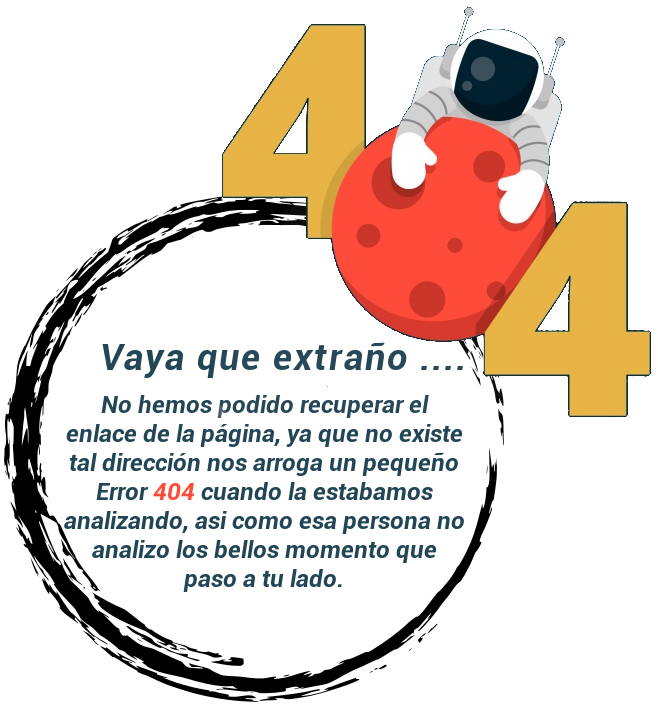 4 4
Vaya que extraño ....
No hemos podido recuperar el
enlace de la página, ya que no existe
tal dirección nos arroga un pequeño
Error 404 cuando la estabamos
analizando, asi como esa persona no
analizo los bellos momento que
paso a tu lado.